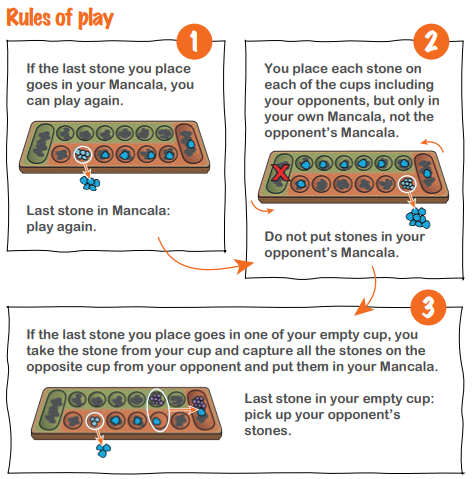 Rules of play
1
If the last stone you place
goes in your Mancala, you
can play again.
Last stone in Mancala:
play again.
2
You place each stone on
each of the cups including
your opponents, but only in
your own Mancala, not the
opponent's Mancala.
X
Do not put stones in your
opponent's Mancala.
3
If the last stone you place goes in one of your empty cup, you
take the stone from your cup and capture all the stones on the
opposite cup from your opponent and put them in your Mancala.
Last stone in your empty cup:
pick up your opponent's
stones.